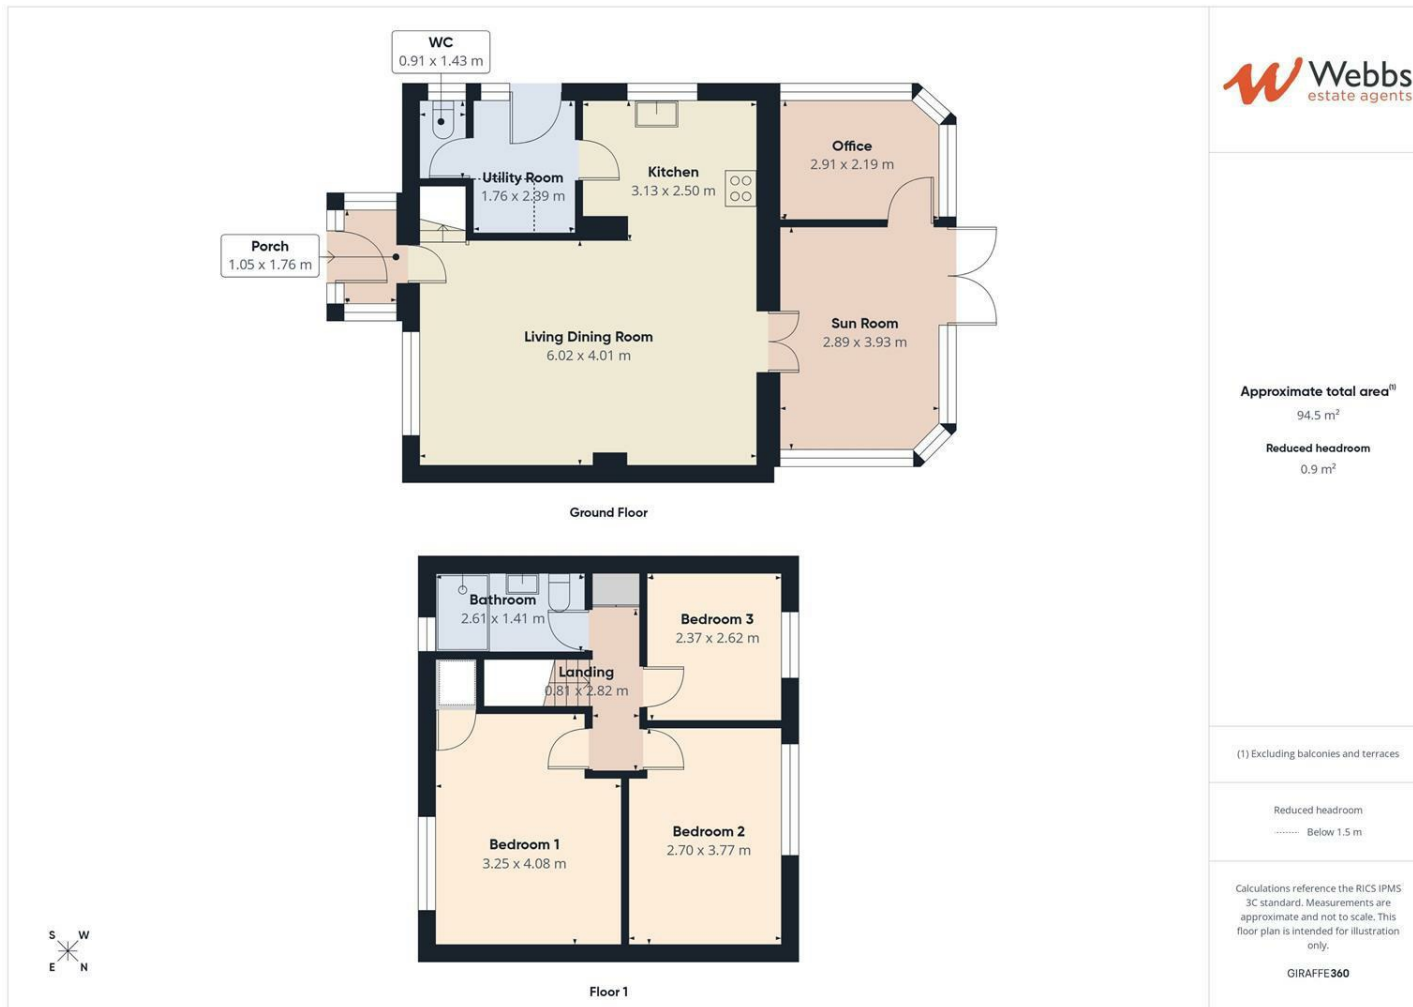 WC
0.91 x 1.43 m
Utility Room
1.76 x 2.39 m
Kitchen
3.13 x 2.50 m
Office
2.91 x 2.19 m
Porch
1.05 x 1.76 m
Living Dining Room
6.02 x 4.01 m
Sun Room
2.89 x 3.93 m
Ground Floor
Bathroom
2.61 x 1.41 m
Bedroom 3
2.37 x 2.62 m
Landing
0.81 x 2.82 m
Bedroom 1
3.25 x 4.08 m
Bedroom 2
2.70 x 3.77 m
Floor 1
S W
E N
Webbs
estate agents
Approximate total area(1)
94.5 m²
Reduced headroom
0.9 m²
(1) Excluding balconies and terraces
Reduced headroom
Below 1.5 m
Calculations reference the RICS IPMS
3C standard. Measurements are
approximate and not to scale. This
floor plan is intended for illustration
only.
GIRAFFE360